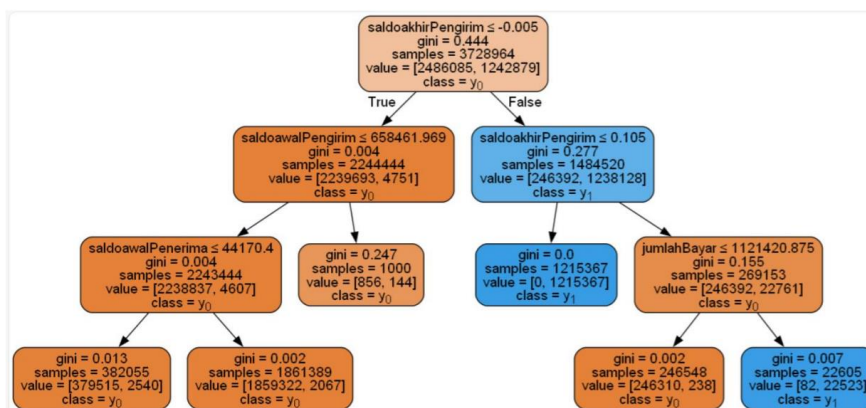 saldoakhirPengirim ≤ -0.005
gini = 0.444
samples = 3728964
value = [2486085, 1242879]
class = y₀
True
False
saldoawalPengirim ≤ 658461.969
gini = 0.004
samples = 2244444
value = [2239693, 4751]
class = y₀
saldoakhirPengirim ≤ 0.105
gini = 0.277
samples = 1484520
value = [246392, 1238128]
class = y₁
saldoawalPenerima ≤ 44170.4
gini = 0.004
samples = 2243444
value = [2238837, 4607]
class = y₀
gini = 0.247
samples = 1000
value = [856, 144]
class = y₀
gini = 0.0
samples = 1215367
value = [0, 1215367]
class = y₁
jumlahBayar ≤ 1121420.875
gini = 0.155
samples = 269153
value = [246392, 22761]
class = y₀
gini = 0.013
samples = 382055
value = [379515, 2540]
class = y₀
gini = 0.002
samples = 1861389
value = [1859322, 2067]
class = y₀
gini = 0.002
samples = 246548
value = [246310, 238]
class = y₀
gini = 0.007
samples = 22605
value = [82, 22523]
class = y₁